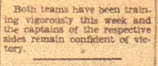 Both teams have been train-
ing vigorously this week and
the captains of the respective
sides remain confident of vic-
tory.